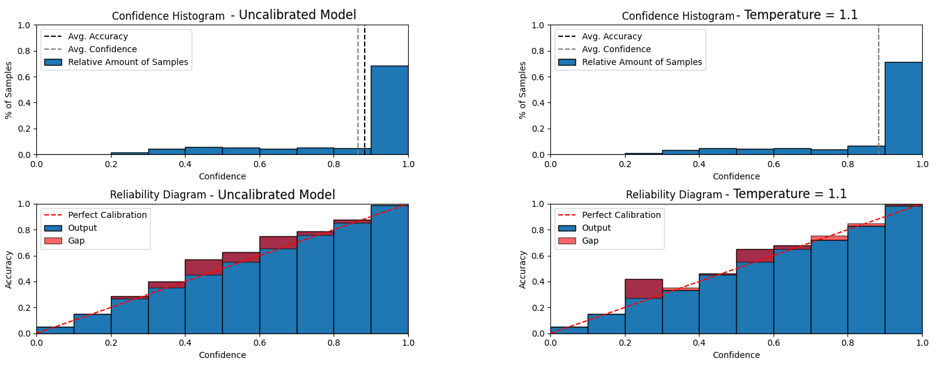 Confidence Histogram - Uncalibrated Model
1.0
0.8
0.6
0.4
0.2
0.0
% of Samples
Avg. Accuracy
Avg. Confidence
Relative Amount of Samples
0.0 0.2 0.4 0.6 0.8 1.0
Confidence
Confidence Histogram - Temperature = 1.1
1.0
0.8
0.6
0.4
0.2
0.0
% of Samples
Avg. Accuracy
Avg. Confidence
Relative Amount of Samples
0.0 0.2 0.4 0.6 0.8 1.0
Confidence
Reliability Diagram - Uncalibrated Model
1.0
0.8
0.6
0.4
0.2
0.0
Accuracy
Perfect Calibration
Output
Gap
0.0 0.2 0.4 0.6 0.8 1.0
Confidence
Reliability Diagram - Temperature = 1.1
1.0
0.8
0.6
0.4
0.2
0.0
Accuracy
Perfect Calibration
Output
Gap
0.0 0.2 0.4 0.6 0.8 1.0
Confidence